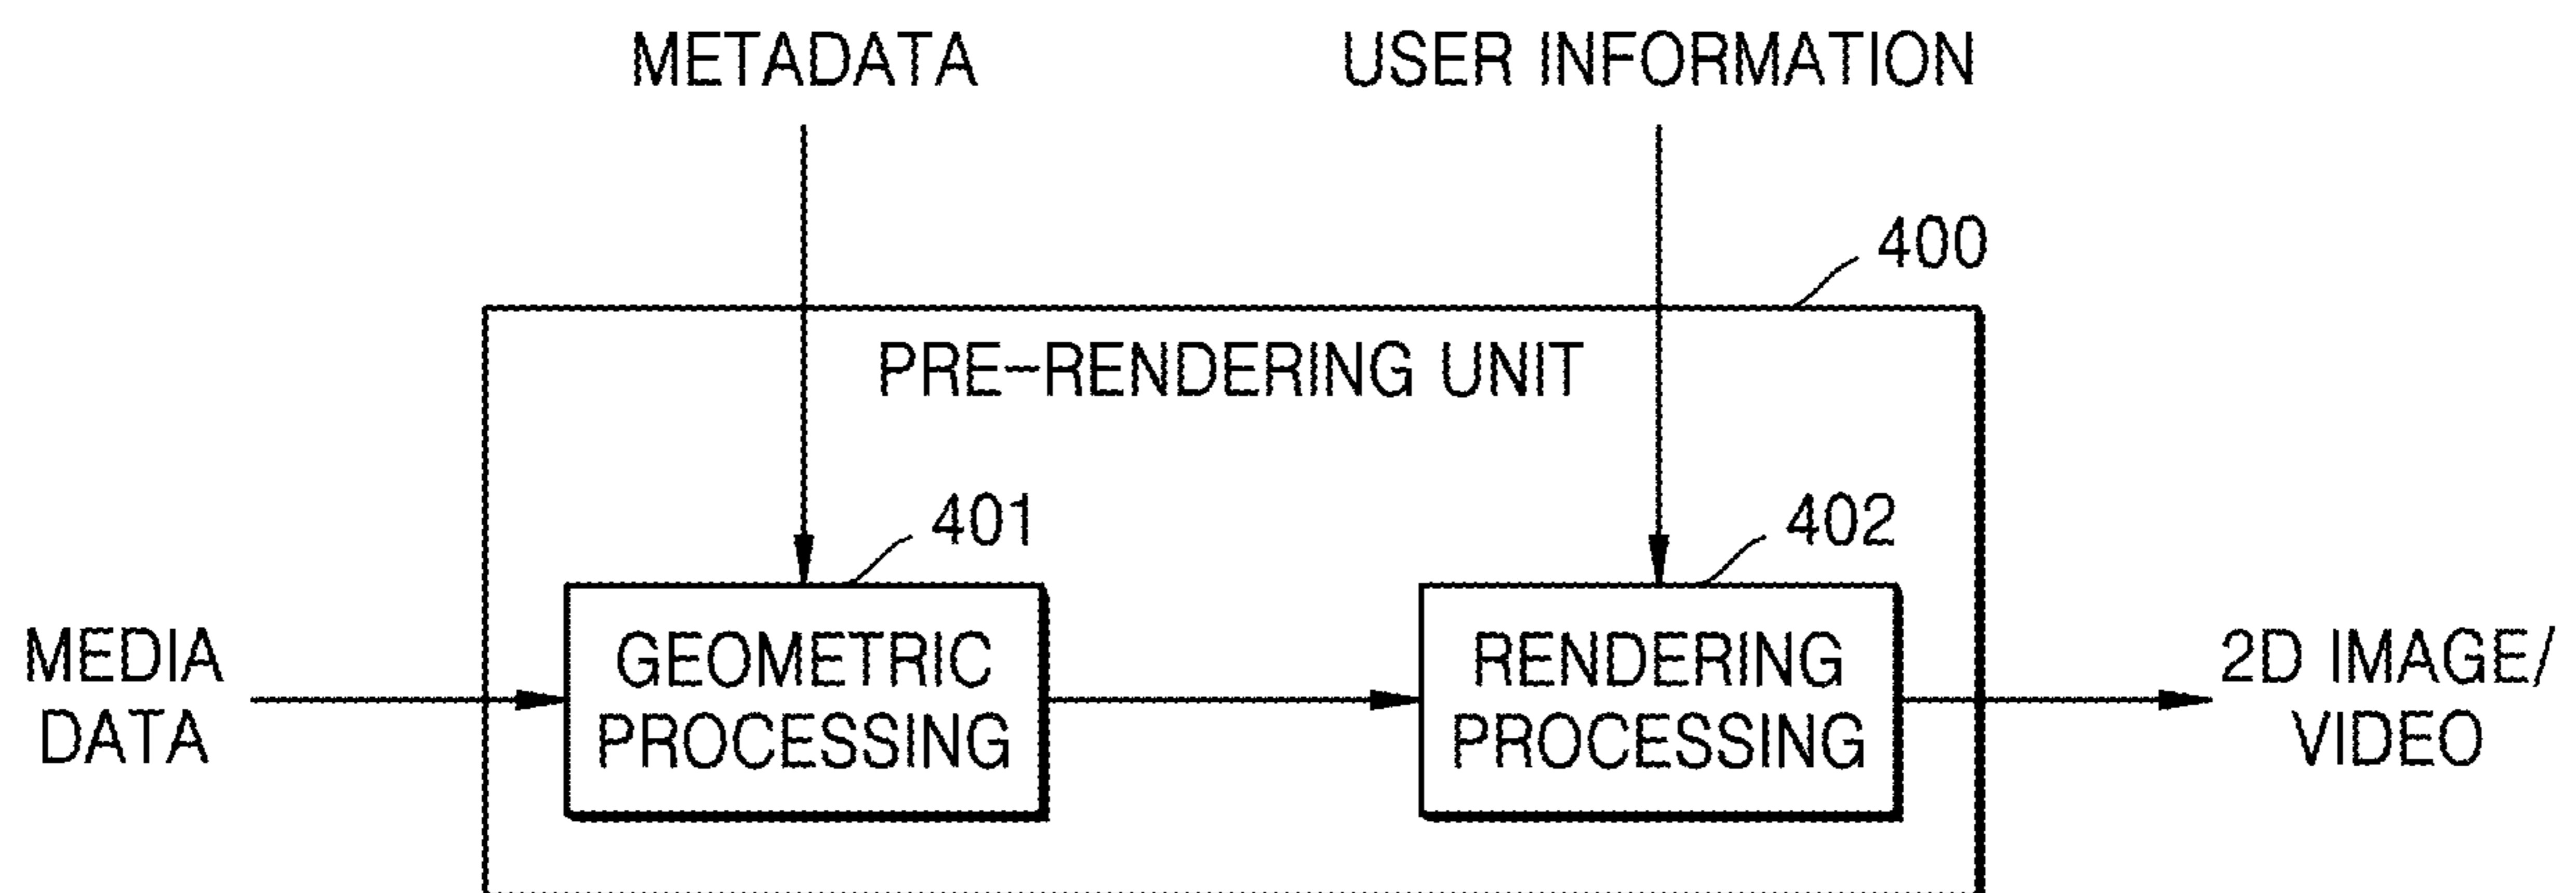 METADATA
USER INFORMATION
400
PRE-RENDERING UNIT
401
402
MEDIA
DATA
GEOMETRIC
PROCESSING
RENDERING
PROCESSING
2D IMAGE/
VIDEO